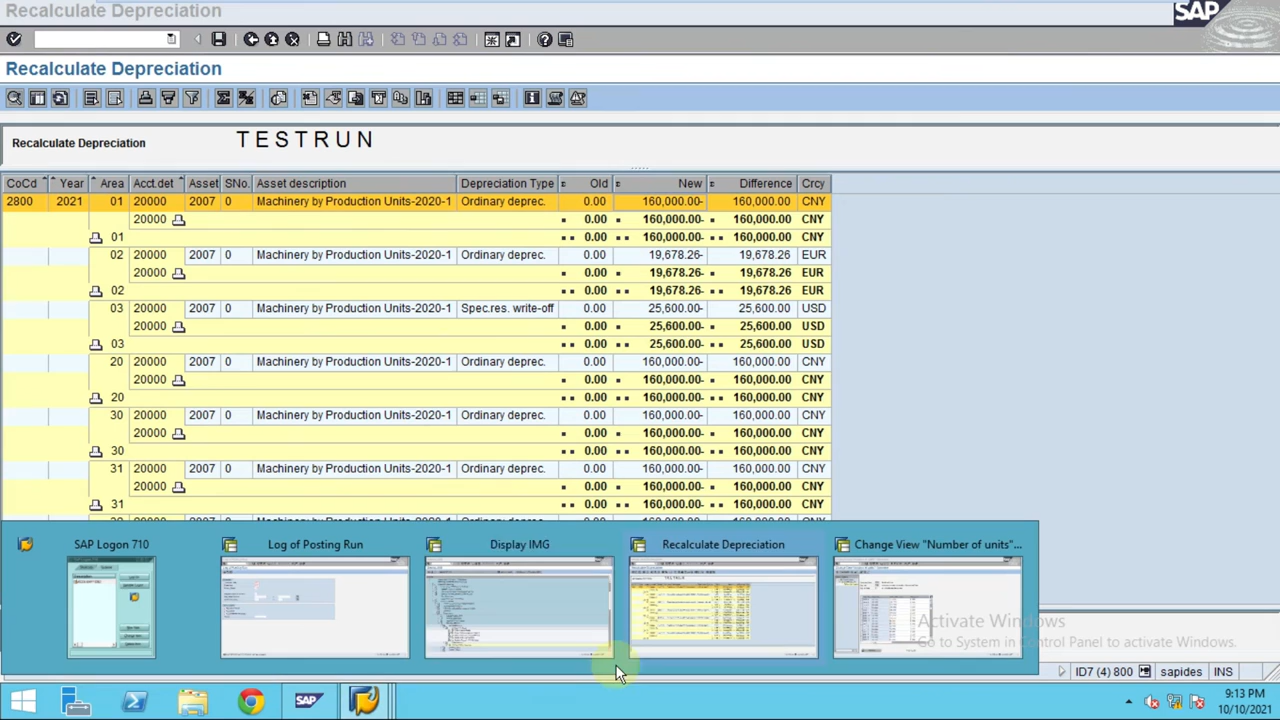 Recalculate Depreciation
SAP
Recalculate Depreciation
Recalculate Depreciation TESTRUN
CoCd Year Area Acct.det Asset SNo. Asset description Depreciation Type Old New Difference Crcy
2800 2021 01 20000 2007 0 Machinery by Production Units-2020-1 Ordinary deprec. 0.00 160,000.00- 160,000.00 CNY
20000 0.00 160,000.00- 160,000.00 CNY
01 0.00 160,000.00- 160,000.00 CNY
02 20000 2007 0 Machinery by Production Units-2020-1 Ordinary deprec. 0.00 19,678.26- 19,678.26 EUR
20000 0.00 19,678.26- 19,678.26 EUR
02 0.00 19,678.26- 19,678.26 EUR
03 20000 2007 0 Machinery by Production Units-2020-1 Spec.res. write-off 0.00 25,600.00- 25,600.00 USD
20000 0.00 25,600.00- 25,600.00 USD
03 0.00 25,600.00- 25,600.00 USD
20 20000 2007 0 Machinery by Production Units-2020-1 Ordinary deprec. 0.00 160,000.00- 160,000.00 CNY
20000 0.00 160,000.00- 160,000.00 CNY
20 0.00 160,000.00- 160,000.00 CNY
30 20000 2007 0 Machinery by Production Units-2020-1 Ordinary deprec. 0.00 160,000.00- 160,000.00 CNY
20000 0.00 160,000.00- 160,000.00 CNY
30 0.00 160,000.00- 160,000.00 CNY
31 20000 2007 0 Machinery by Production Units-2020-1 Ordinary deprec. 0.00 160,000.00- 160,000.00 CNY
20000 0.00 160,000.00- 160,000.00 CNY
31 0.00 160,000.00- 160,000.00 CNY
SAP Logon 710 Log of Posting Run Display IMG Recalculate Depreciation Change View "Number of units"...
Activate Windows
Go to System in Control Panel to activate Windows.
ID7 (4) 800 sapides INS
SAP
9:13 PM
10/10/2021